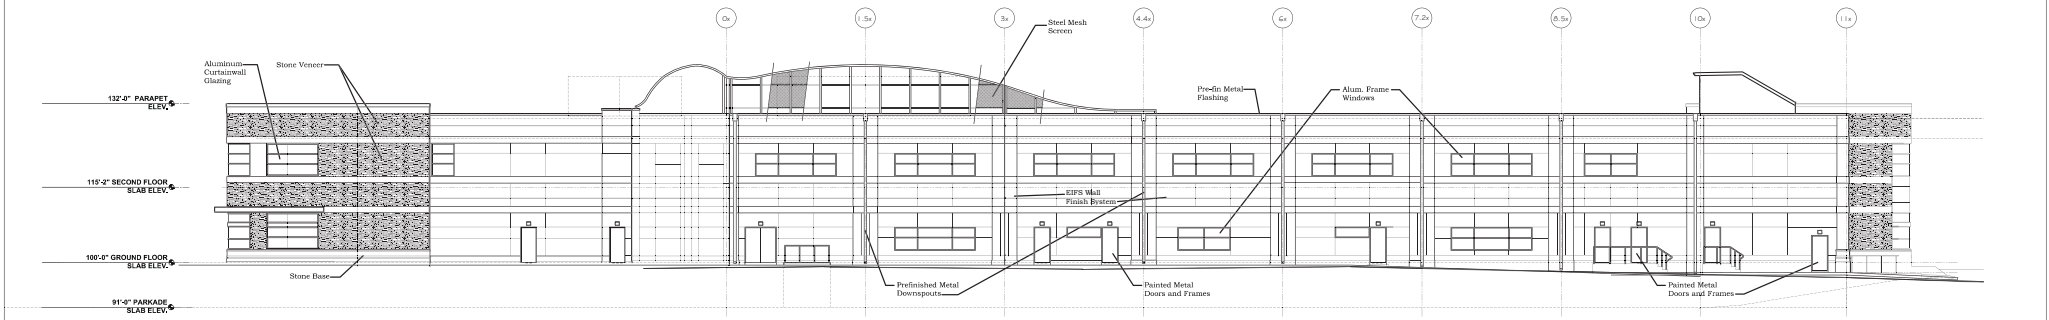 0x
1.5x
3x
4.4x
6x
7.2x
8.5x
10x
11x
Steel Mesh
Screen
Aluminum
Curtainwall
Glazing
Stone Veneer
132'-0" PARAPET
ELEV.
Pre-fin Metal
Flashing
Alum. Frame
Windows
115'-2" SECOND FLOOR
SLAB ELEV.
EIFS Wall
Finish System
100'-0" GROUND FLOOR
SLAB ELEV.
Stone Base
Prefinished Metal
Downspouts
Painted Metal
Doors and Frames
Painted Metal
Doors and Frames
91'-0" PARKADE
SLAB ELEV.